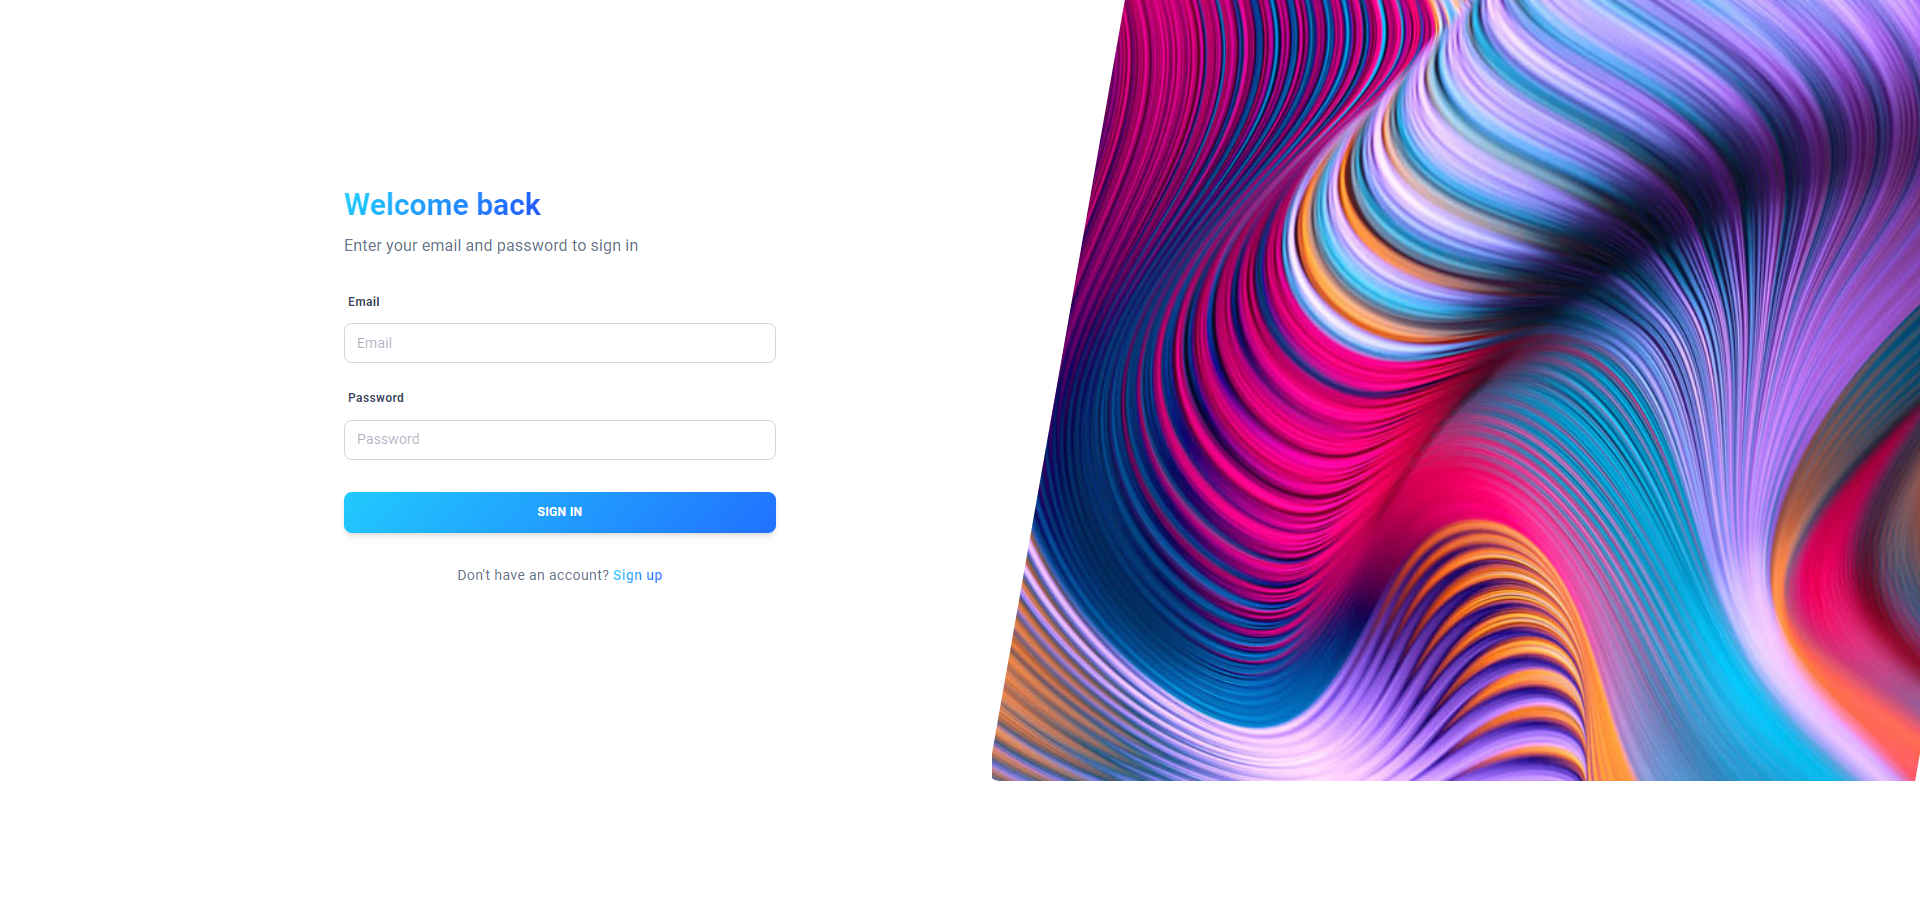 Welcome back
Enter your email and password to sign in
Email
Email
Password
Password
SIGN IN
Don't have an account? Sign up